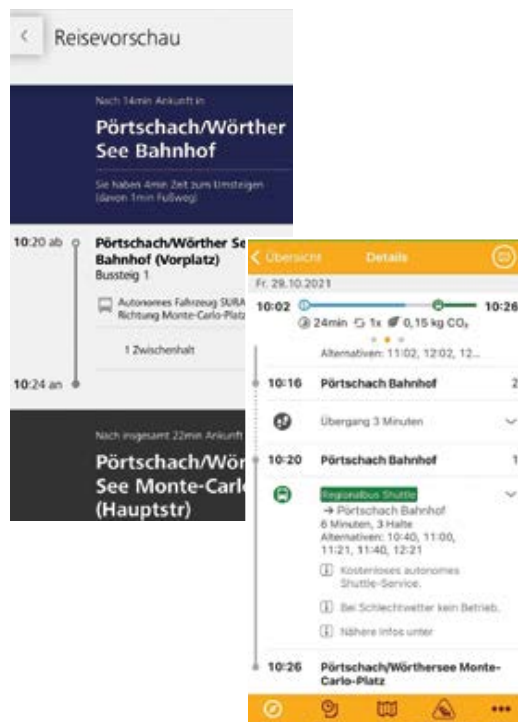 Reisevorschau
Nach 14min Ankunft in
Pörtschach/Wörther
See Bahnhof
Sie haben 4min Zeit zum Umsteigen
(davon 1min Fußweg)
10:20 ab
Pörtschach/Wörther Se
Bahnhof (Vorplatz)
Bussteig 1
Autonomes Fahrzeug SURA
Richtung Monte-Carlo-Platz
1 Zwischenhalt
10:24 an
Nach insgesamt 22min Ankunft
Pörtschach/Wör
See Monte-Carl
(Hauptstr)
Übersicht
Details
Fr. 29.10.2021
10:02
10:26
24min 1x 0,15 kg CO₂
Alternativen: 11:02, 12:02, 12...
10:16 Pörtschach Bahnhof 2
Übergang 3 Minuten
10:20 Pörtschach Bahnhof 1
Regionalbus Shuttle
→ Pörtschach Bahnhof
6 Minuten, 3 Halte
Alternativen: 10:40, 11:00,
11:21, 11:40, 12:21
Kostenloses autonomes
Shuttle-Service.
Bei Schlechtwetter kein Betrieb.
Nähere Infos unter
10:26 Pörtschach/Wörthersee Monte-
Carlo-Platz